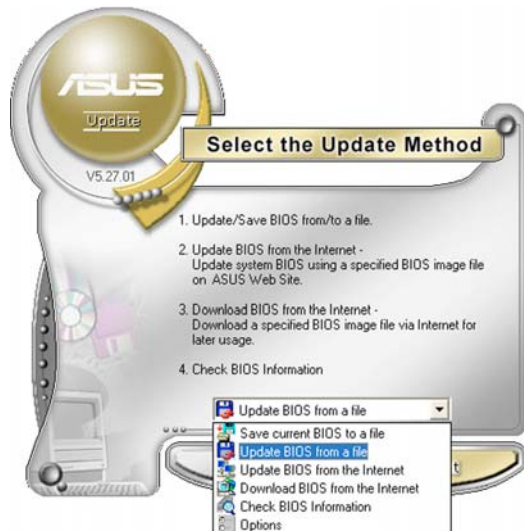 ASUS
Update
V5.27.01
Select the Update Method
1. Update/Save BIOS from/to a file.
2. Update BIOS from the Internet -
Update system BIOS using a specified BIOS image file
on ASUS Web Site.
3. Download BIOS from the Internet -
Download a specified BIOS image file via Internet for
later usage.
4. Check BIOS Information
Update BIOS from a file
Save current BIOS to a file
Update BIOS from a file
Update BIOS from the Internet
Download BIOS from the Internet
Check BIOS Information
Options